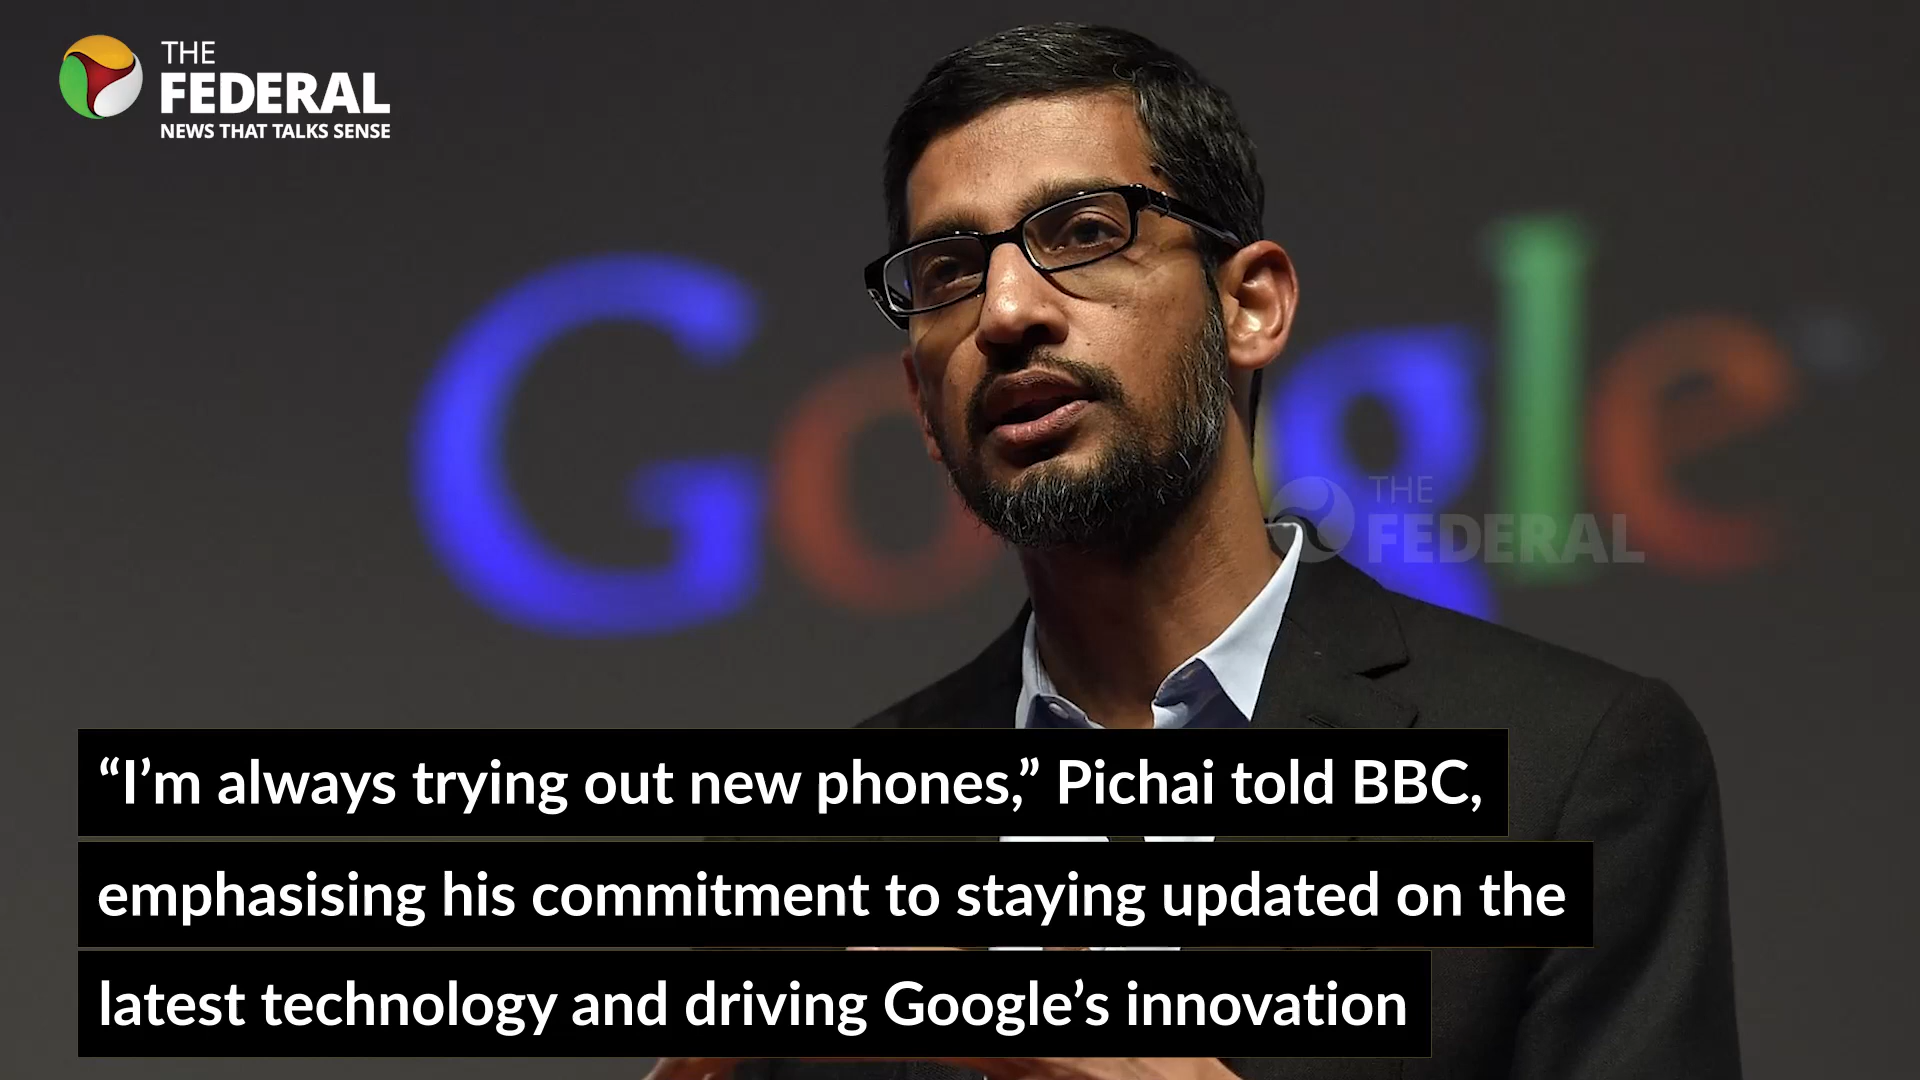 THE
FEDERAL
NEWS THAT TALKS SENSE
Google
THE
FEDERAL
“I’m always trying out new phones,” Pichai told BBC,
emphasising his commitment to staying updated on the
latest technology and driving Google’s innovation